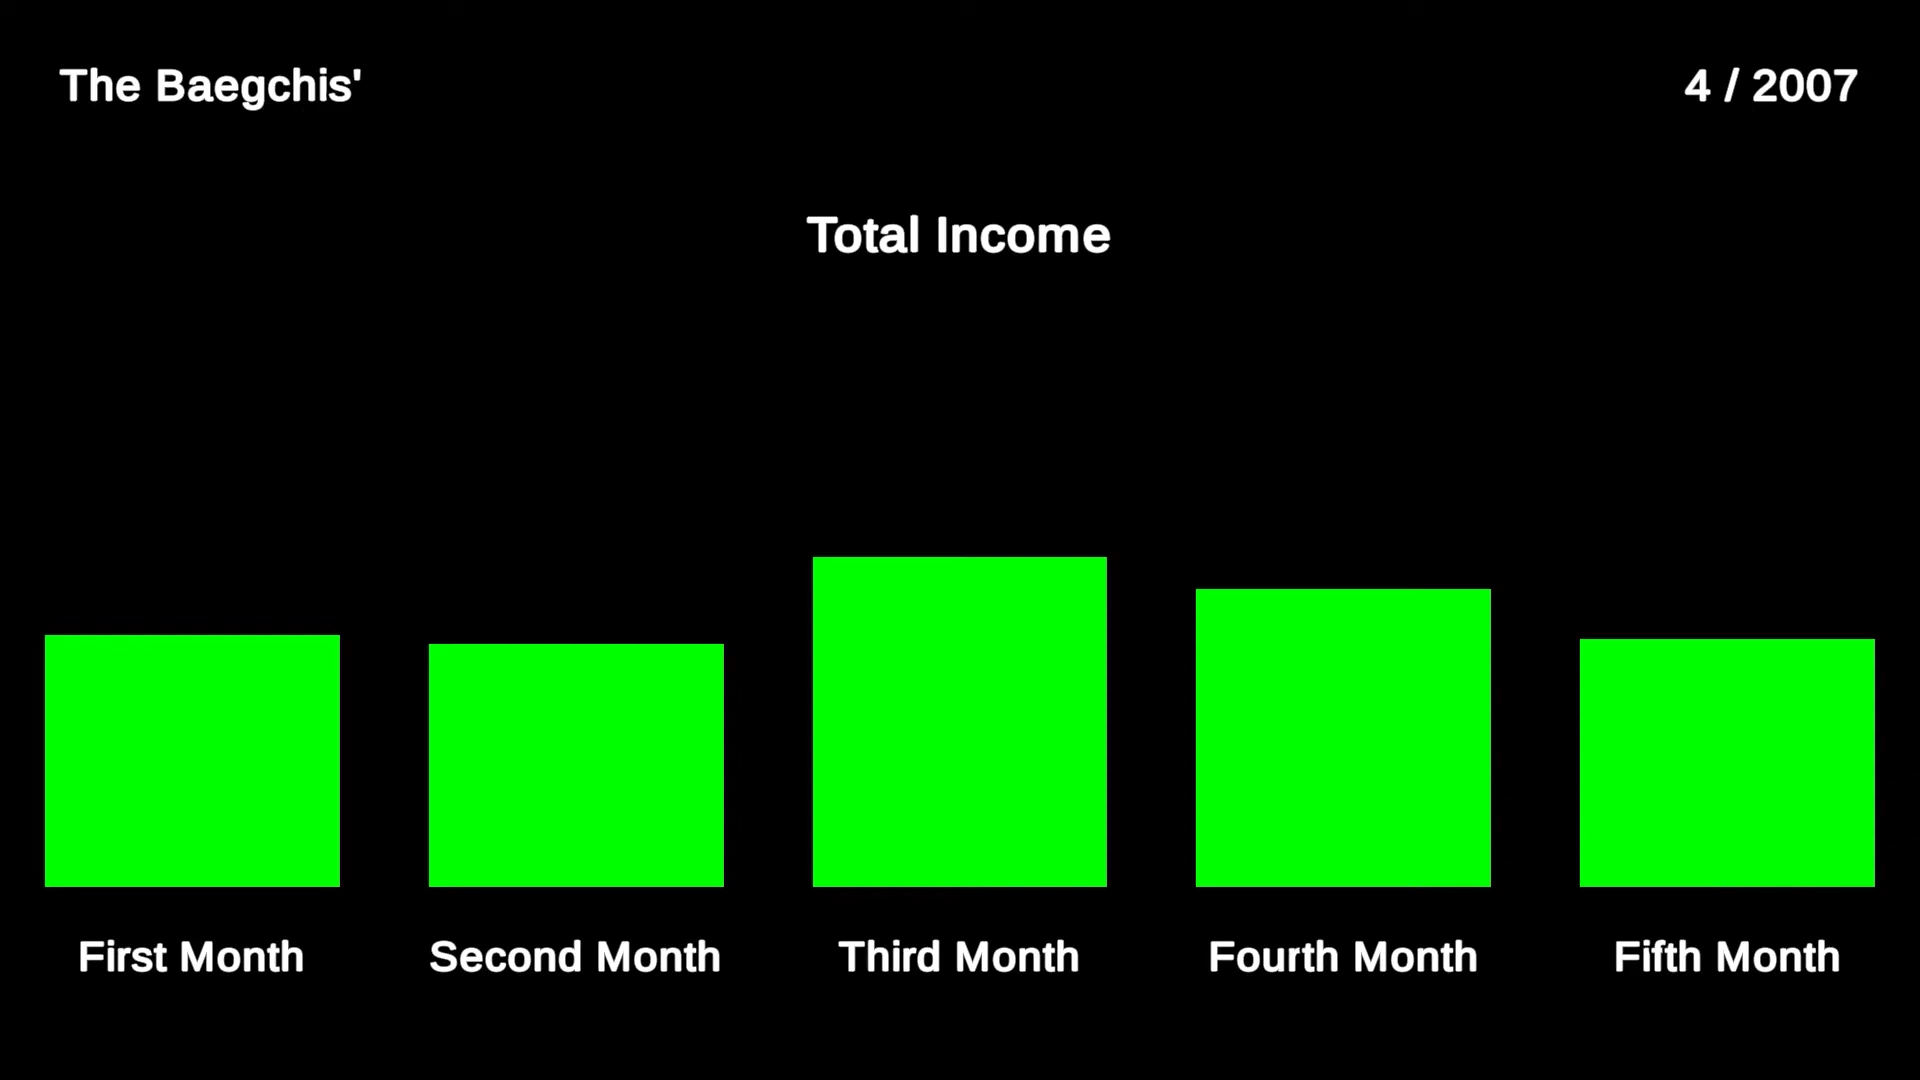 The Baegchis'
4 / 2007
Total Income
First Month
Second Month
Third Month
Fourth Month
Fifth Month